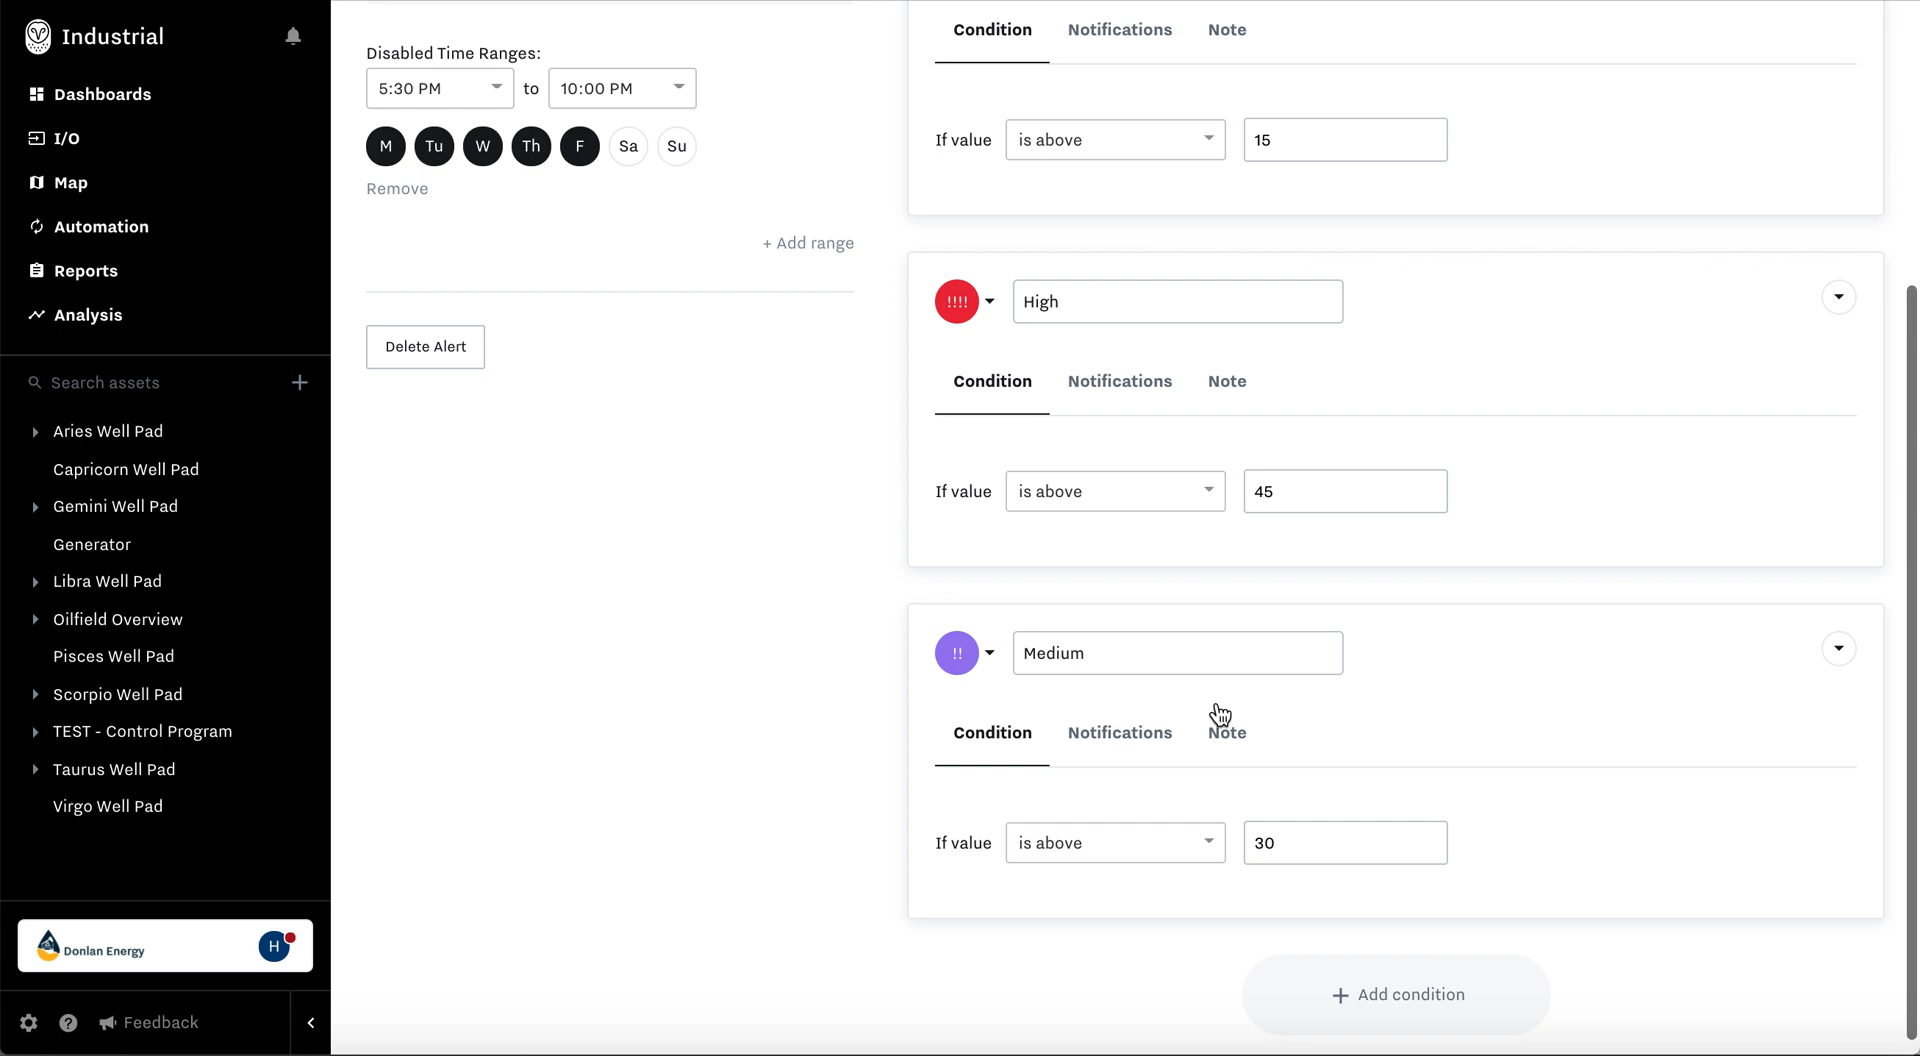 Industrial
Dashboards
I/O
Map
Automation
Reports
Analysis
Search assets
Aries Well Pad
Capricorn Well Pad
Gemini Well Pad
Generator
Libra Well Pad
Oilfield Overview
Pisces Well Pad
Scorpio Well Pad
TEST - Control Program
Taurus Well Pad
Virgo Well Pad
Donlan Energy H
Feedback
Disabled Time Ranges:
5:30 PM to 10:00 PM
M Tu W Th F Sa Su
Remove
+ Add range
Delete Alert
Condition Notifications Note
If value is above 15
!!!! High
Condition Notifications Note
If value is above 45
!! Medium
Condition Notifications Note
If value is above 30
+ Add condition